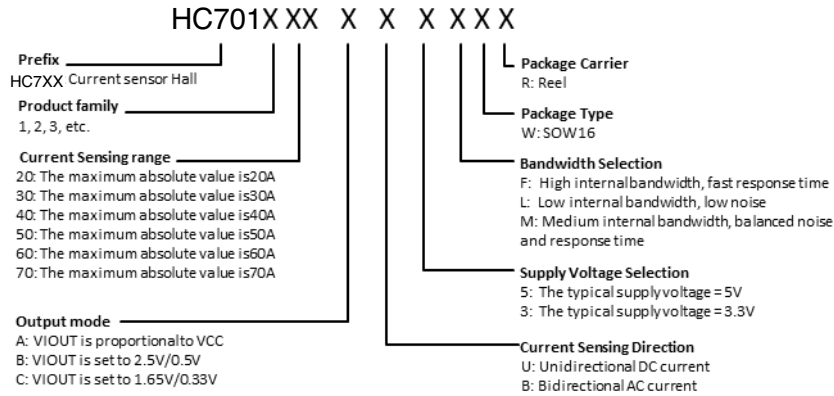 HC701X XX X X X X X X
Prefix
HC7XX Current sensor Hall
Product family
1, 2, 3, etc.
Current Sensing range
20: The maximum absolute value is20A
30: The maximum absolute value is30A
40: The maximum absolute value is40A
50: The maximum absolute value is50A
60: The maximum absolute value is60A
70: The maximum absolute value is70A
Output mode
A: VIOUT is proportionalto VCC
B: VIOUT is set to 2.5V/0.5V
C: VIOUT is set to 1.65V/0.33V
Package Carrier
R: Reel
Package Type
W: SOW16
Bandwidth Selection
F: High internal bandwidth, fast response time
L: Low internal bandwidth, low noise
M: Medium internal bandwidth, balanced noise
and response time
Supply Voltage Selection
5: The typical supply voltage = 5V
3: The typical supply voltage = 3.3V
Current Sensing Direction
U: Unidirectional DC current
B: Bidirectional AC current